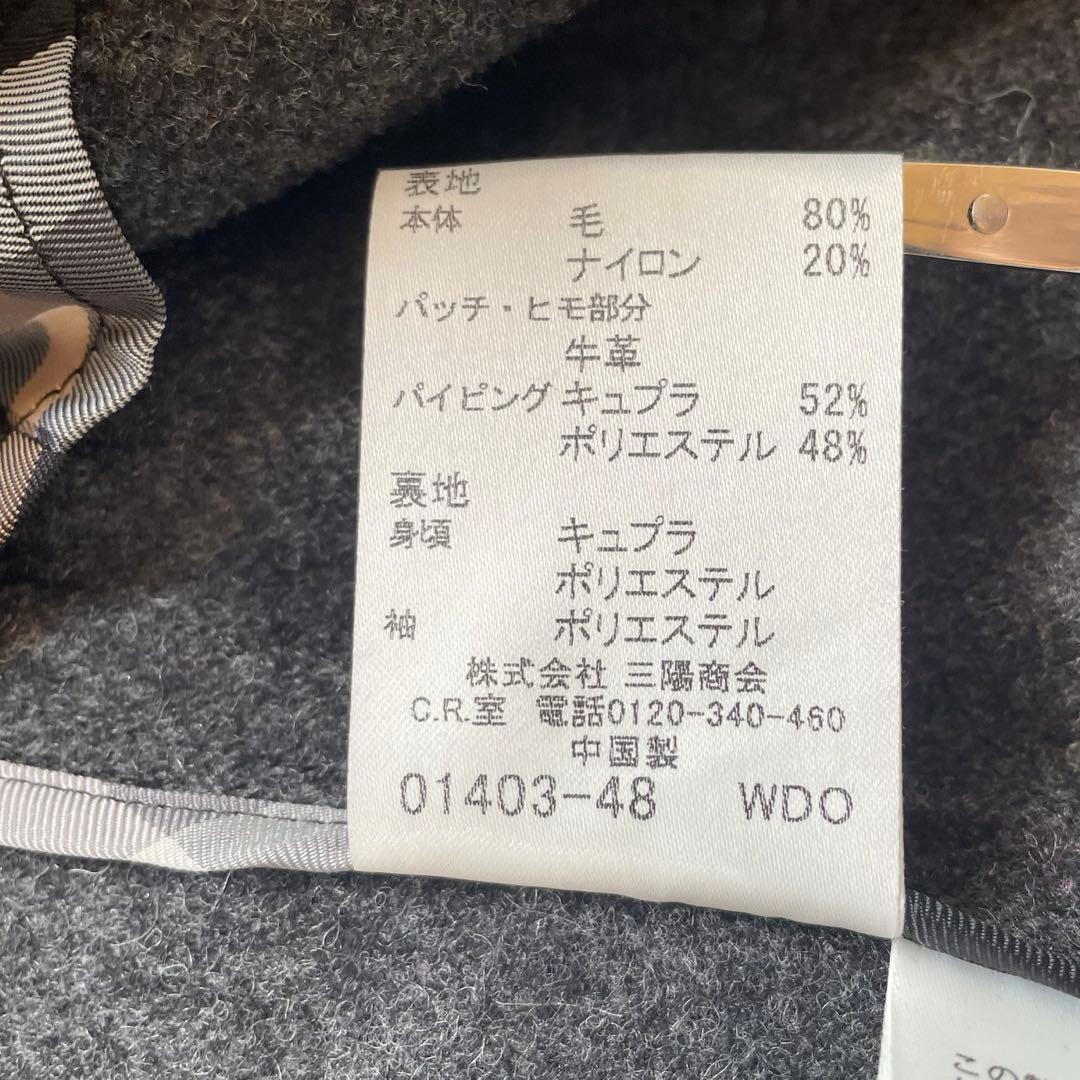 表地
本体 毛 80%
ナイロン 20%
パッチ・ヒモ部分
牛革
パイピング キュプラ 52%
ポリエステル 48%
裏地
身頃 キュプラ
ポリエステル
袖 ポリエステル
株式会社 三陽商会
C.R.室 電話0120-340-460
中国製
01403-48 WDO
この